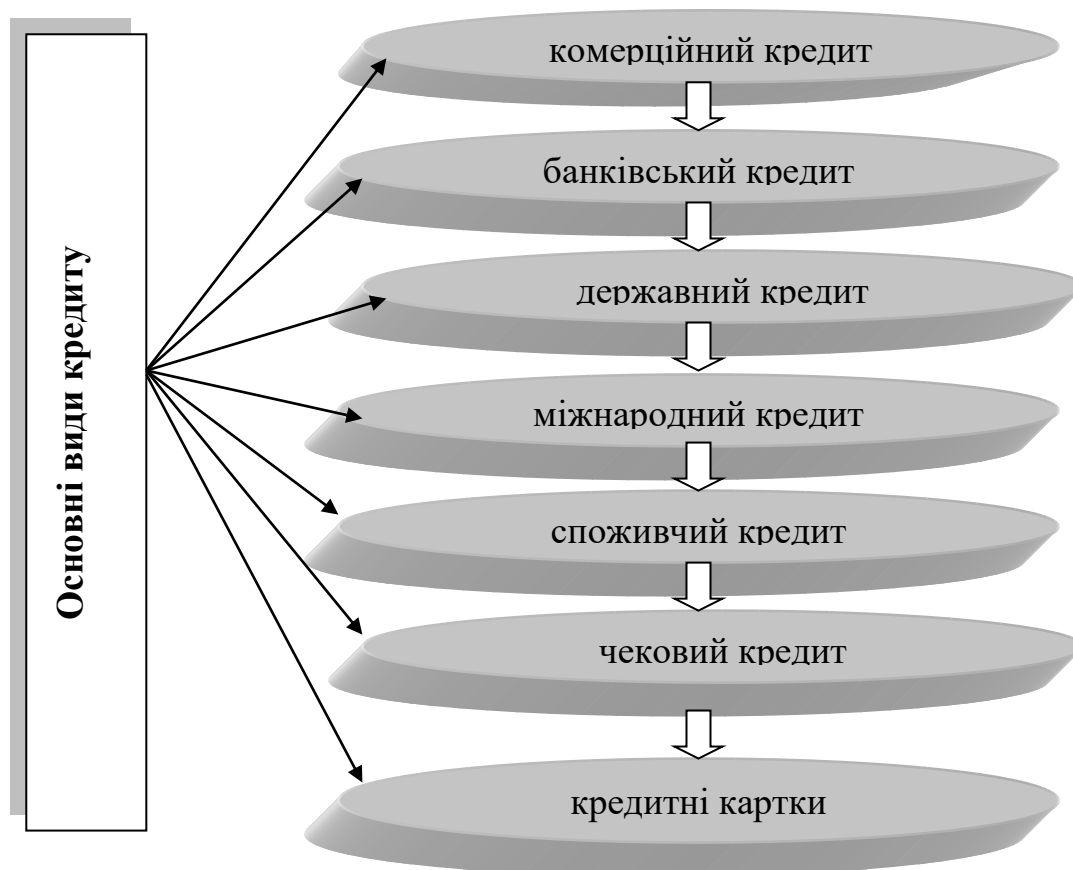 Основні види кредиту
комерційний кредит
банківський кредит
державний кредит
міжнародний кредит
споживчий кредит
чековий кредит
кредитні картки